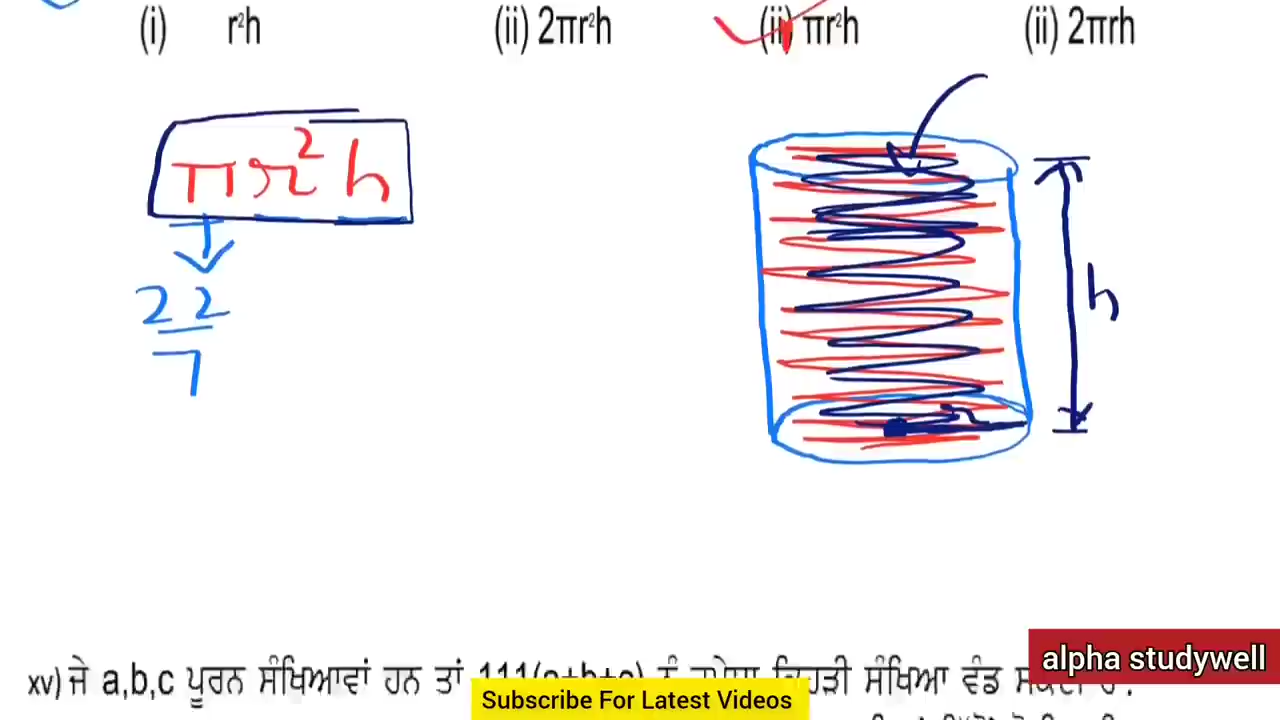 (i) r²h (ii) 2πr²h (ii) πr²h (ii) 2πrh
πr²h
22
7
h
r
xv) ਜੇ a,b,c ਪੂਰਨ ਸੰਖਿਆਵਾਂ ਹਨ ਤਾਂ 111(a+b+c) ਨੂੰ ਸੰਖਿਆ ਵੰਡ
alpha studywell
Subscribe For Latest Videos